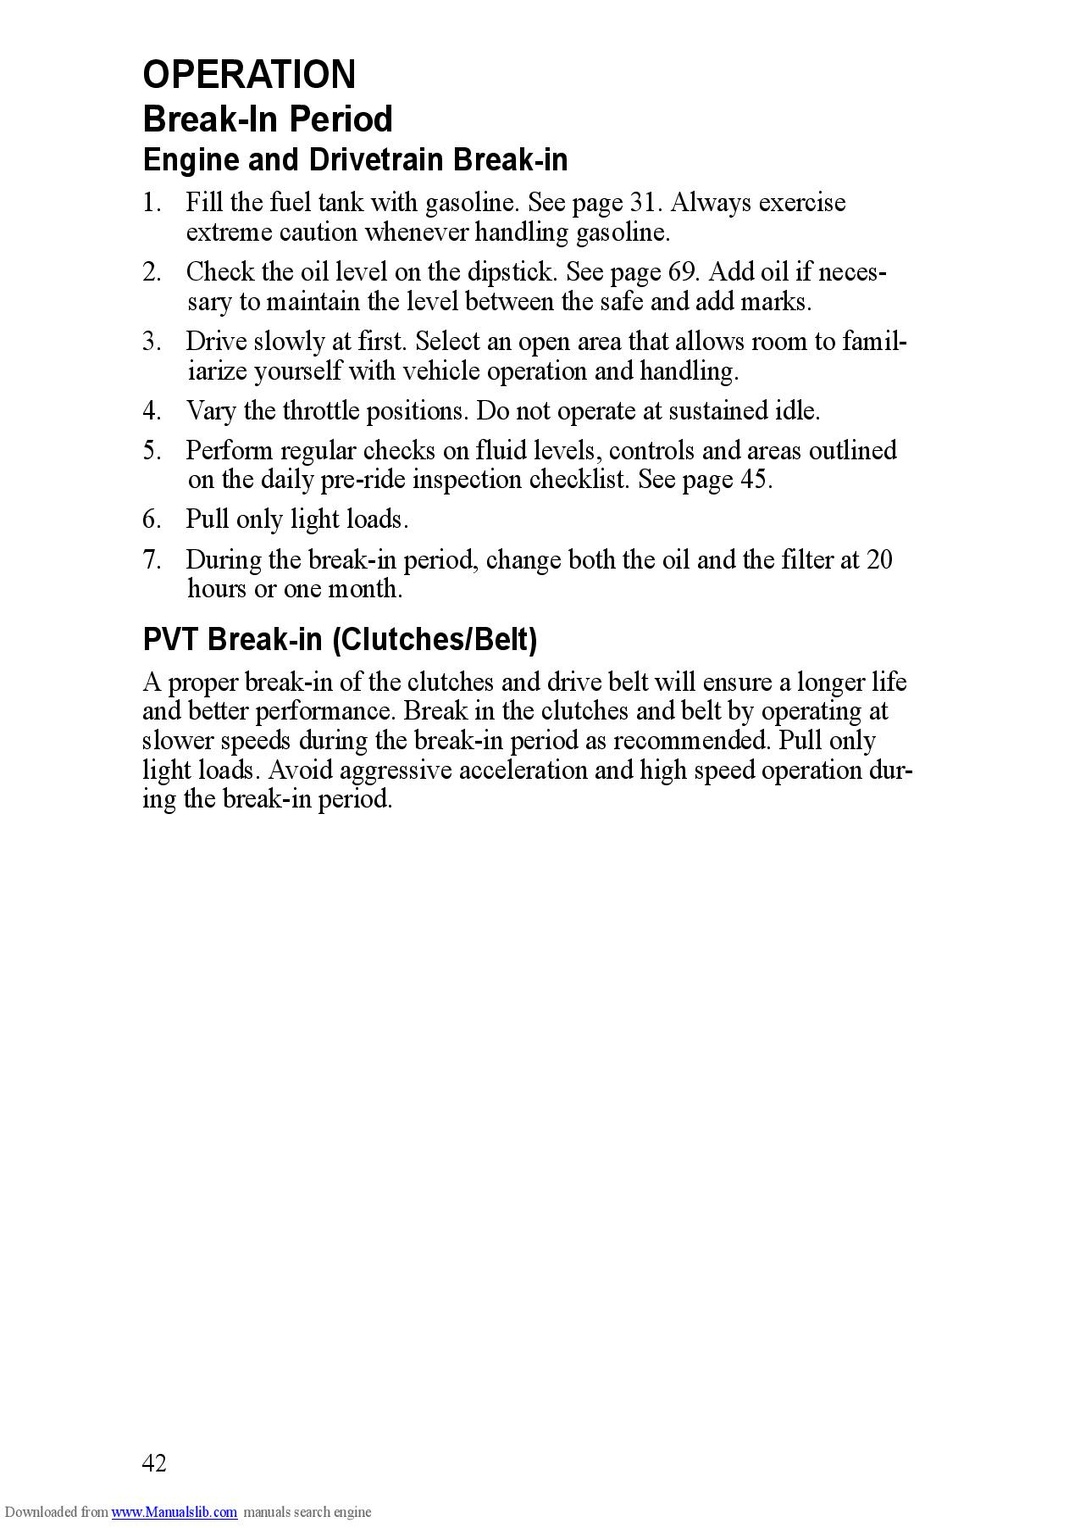 OPERATION
Break-In Period
Engine and Drivetrain Break-in
1. Fill the fuel tank with gasoline. See page 31. Always exercise
extreme caution whenever handling gasoline.
2. Check the oil level on the dipstick. See page 69. Add oil if neces-
sary to maintain the level between the safe and add marks.
3. Drive slowly at first. Select an open area that allows room to famil-
iarize yourself with vehicle operation and handling.
4. Vary the throttle positions. Do not operate at sustained idle.
5. Perform regular checks on fluid levels, controls and areas outlined
on the daily pre-ride inspection checklist. See page 45.
6. Pull only light loads.
7. During the break-in period, change both the oil and the filter at 20
hours or one month.
PVT Break-in (Clutches/Belt)
A proper break-in of the clutches and drive belt will ensure a longer life
and better performance. Break in the clutches and belt by operating at
slower speeds during the break-in period as recommended. Pull only
light loads. Avoid aggressive acceleration and high speed operation dur-
ing the break-in period.
42
Downloaded from www.Manualslib.com manuals search engine